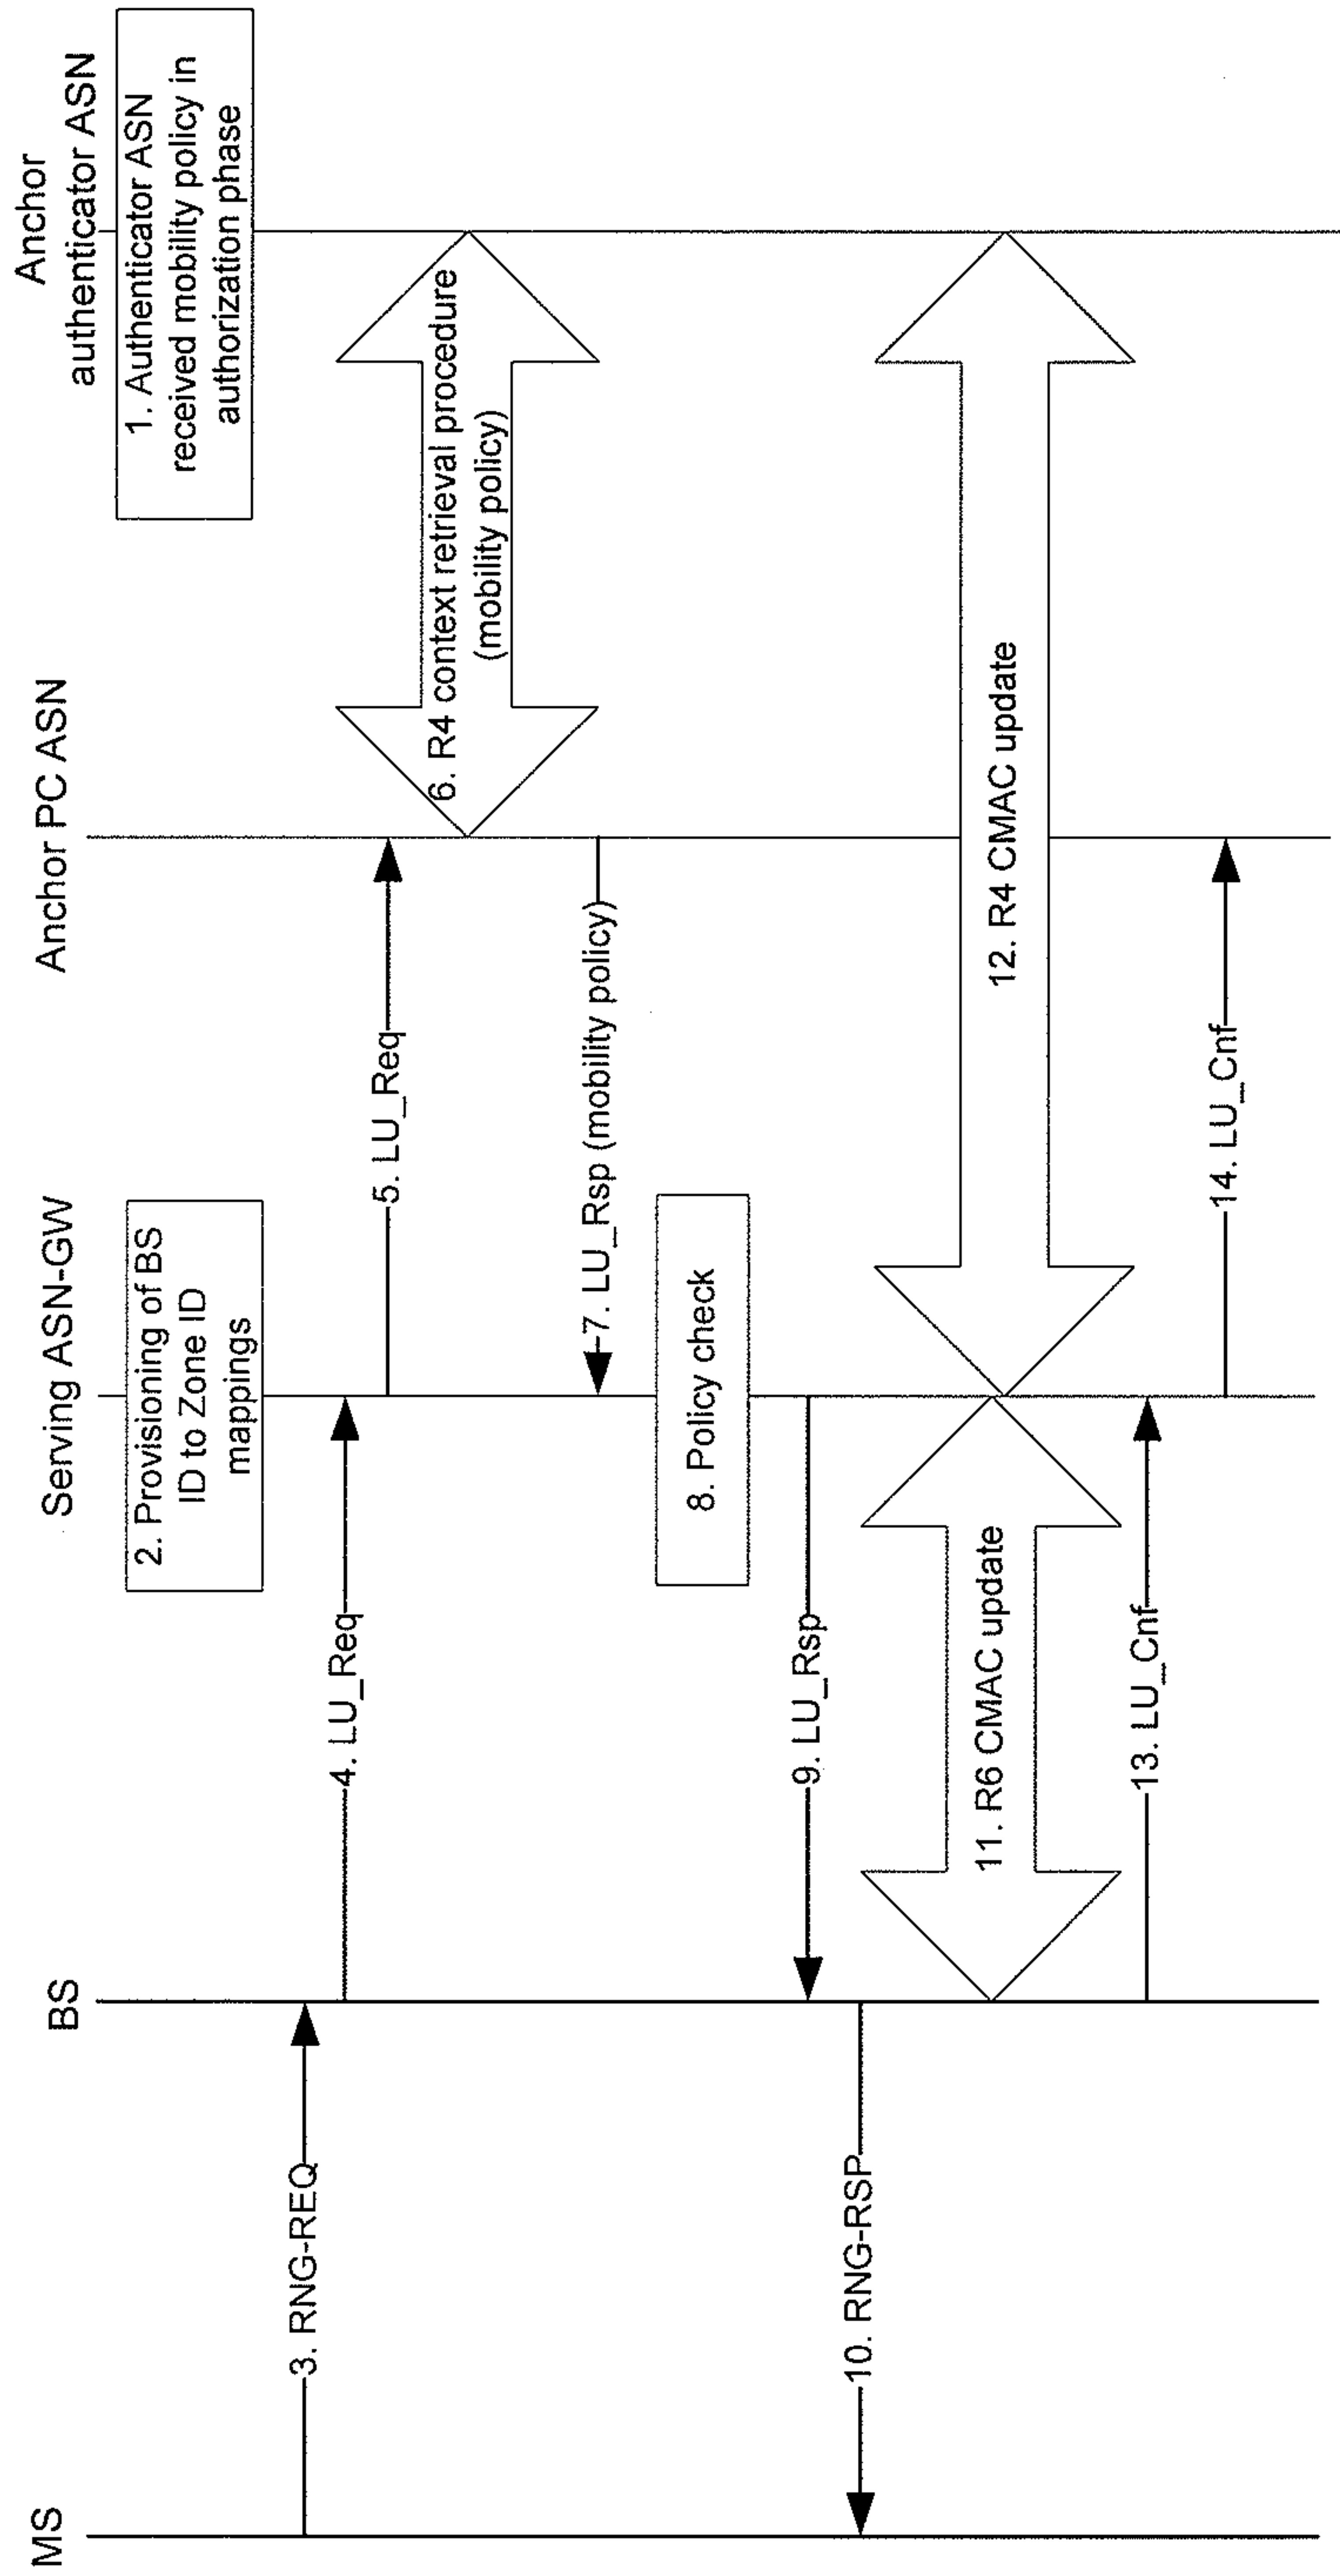 MS
BS
Serving ASN-GW
Anchor PC ASN
Anchor
authenticator ASN
1. Authenticator ASN
received mobility policy in
authorization phase
2. Provisioning of BS
ID to Zone ID
mappings
3. RNG-REQ
4. LU_Req
5. LU_Req
6. R4 context retrieval procedure
(mobility policy)
7. LU_Rsp (mobility policy)
8. Policy check
9. LU_Rsp
10. RNG-RSP
11. R6 CMAC update
12. R4 CMAC update
13. LU_Cnf
14. LU_Cnf